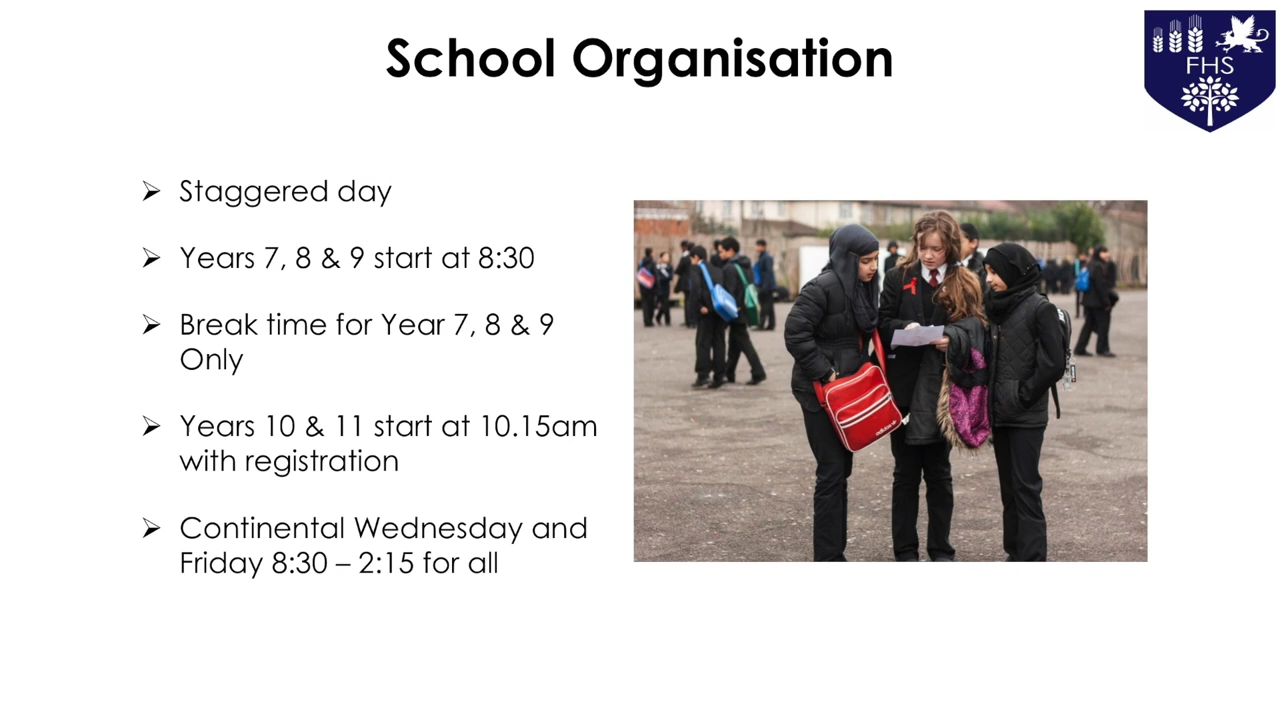 School Organisation
FHS
➢ Staggered day
➢ Years 7, 8 & 9 start at 8:30
➢ Break time for Year 7, 8 & 9
Only
➢ Years 10 & 11 start at 10.15am
with registration
➢ Continental Wednesday and
Friday 8:30 – 2:15 for all
adidas